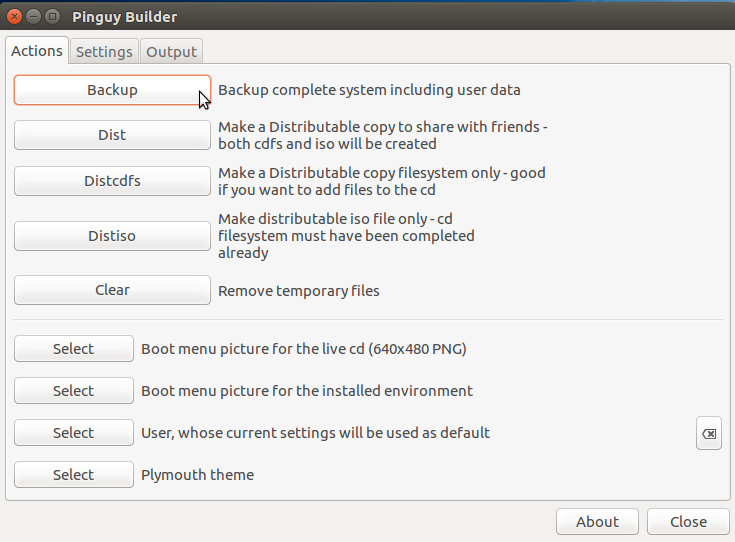 Pinguy Builder
Actions Settings Output
Backup Backup complete system including user data
Dist Make a Distributable copy to share with friends -
both cdfs and iso will be created
Distcdfs Make a Distributable copy filesystem only - good
if you want to add files to the cd
Distiso Make distributable iso file only - cd
filesystem must have been completed
already
Clear Remove temporary files
Select Boot menu picture for the live cd (640x480 PNG)
Select Boot menu picture for the installed environment
Select User, whose current settings will be used as default
Select Plymouth theme
About Close